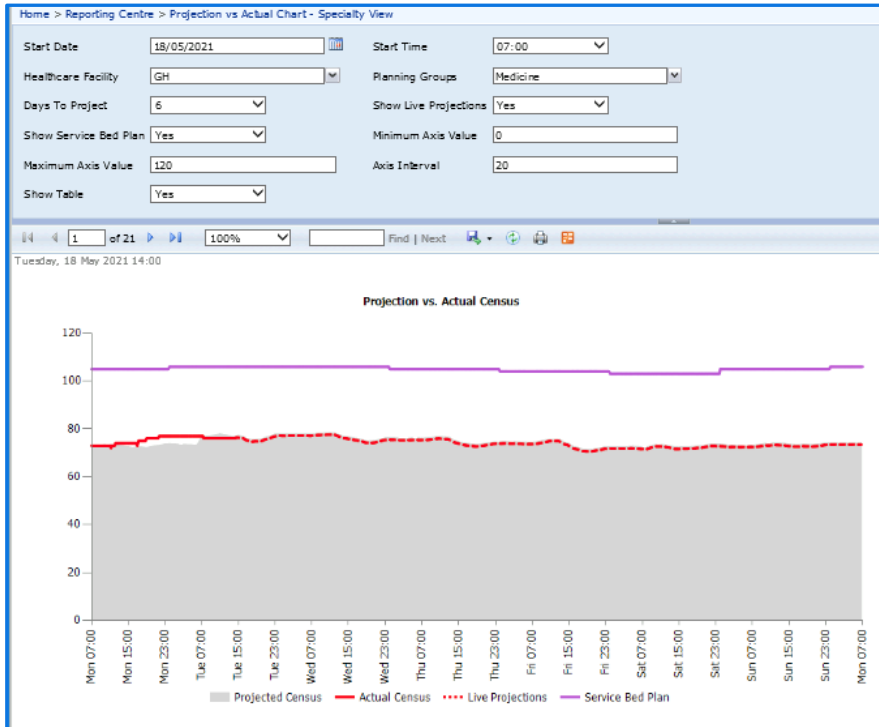 Home > Reporting Centre > Projection vs Actual Chart - Specialty View
Start Date 18/05/2021 Start Time 07:00
Healthcare Facility GH Planning Groups Medicine
Days To Project 6 Show Live Projections Yes
Show Service Bed Plan Yes Minimum Axis Value 0
Maximum Axis Value 120 Axis Interval 20
Show Table Yes
1 of 21 100% Find | Next
Tuesday, 18 May 2021 14:00
Projection vs. Actual Census
120
100
80
60
40
20
0
Mon 07:00
Mon 15:00
Mon 23:00
Tue 07:00
Tue 15:00
Tue 23:00
Wed 07:00
Wed 15:00
Wed 23:00
Thu 07:00
Thu 15:00
Thu 23:00
Fri 07:00
Fri 15:00
Fri 23:00
Sat 07:00
Sat 15:00
Sat 23:00
Sun 07:00
Sun 15:00
Sun 23:00
Mon 07:00
Projected Census Actual Census Live Projections Service Bed Plan